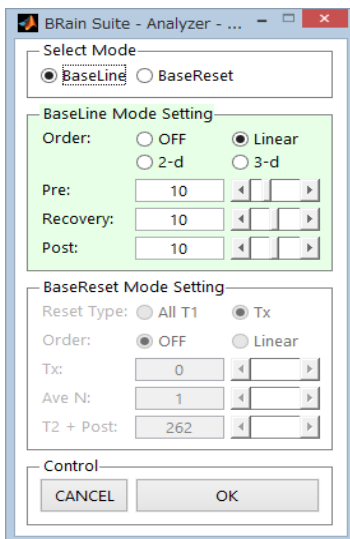 BRain Suite - Analyzer - ...
Select Mode
BaseLine BaseReset
BaseLine Mode Setting
Order: OFF Linear
2-d 3-d
Pre: 10
Recovery: 10
Post: 10
BaseReset Mode Setting
Reset Type: All T1 Tx
Order: OFF Linear
Tx: 0
Ave N: 1
T2 + Post: 262
Control
CANCEL OK